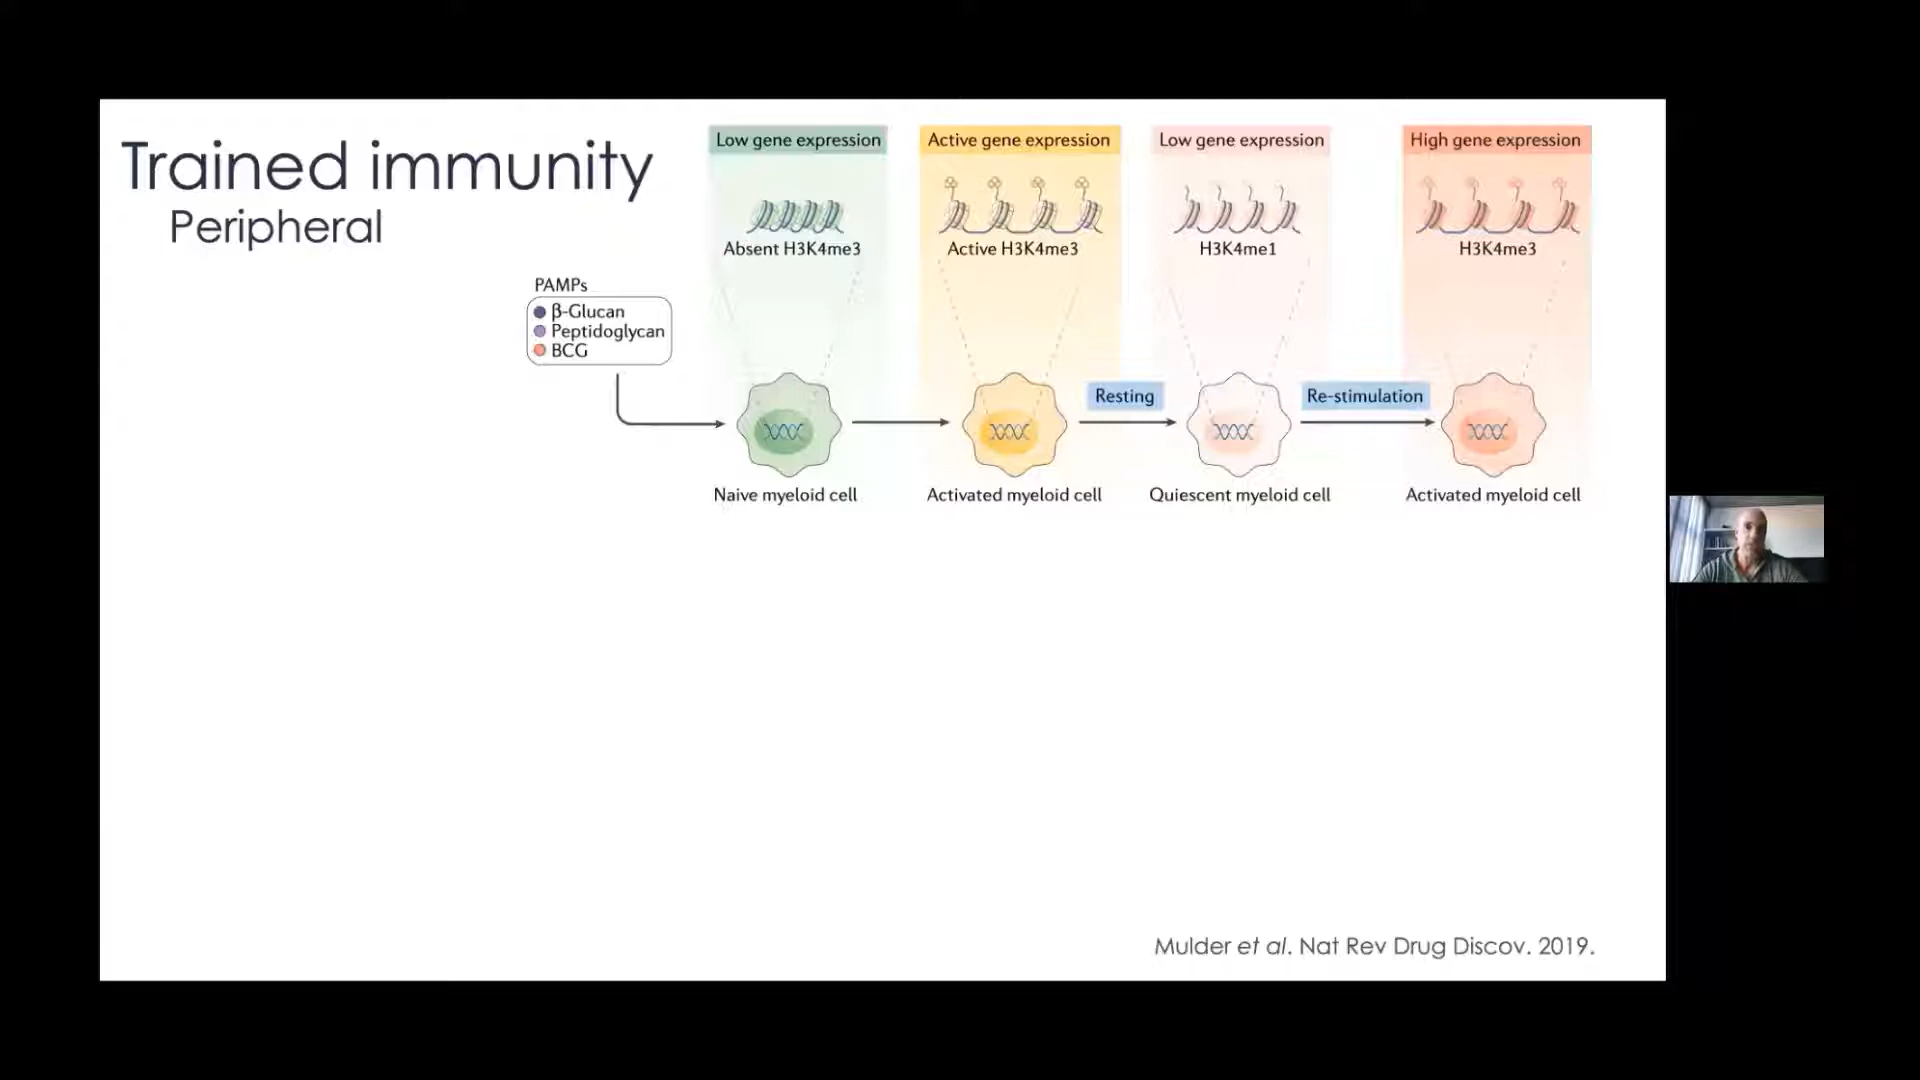 Trained immunity
Peripheral
Low gene expression
Active gene expression
Low gene expression
High gene expression
Absent H3K4me3
Active H3K4me3
H3K4me1
H3K4me3
PAMPs
β-Glucan
Peptidoglycan
BCG
Resting
Re-stimulation
Naive myeloid cell
Activated myeloid cell
Quiescent myeloid cell
Activated myeloid cell
Mulder et al. Nat Rev Drug Discov. 2019.